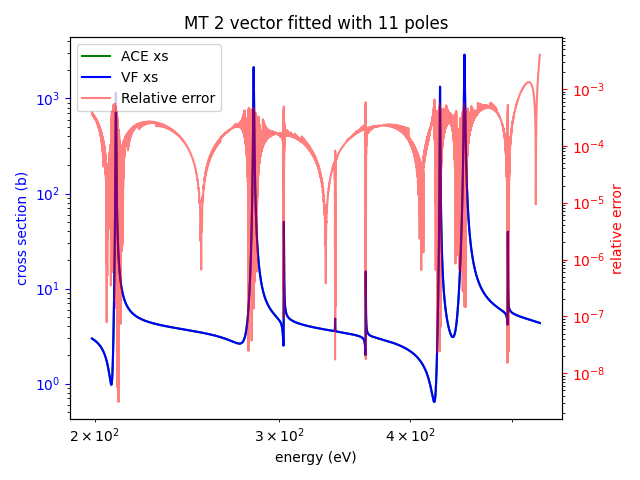 MT 2 vector fitted with 11 poles
ACE xs
VF xs
Relative error
cross section (b)
10³
10²
10¹
10⁰
relative error
10⁻³
10⁻⁴
10⁻⁵
10⁻⁶
10⁻⁷
10⁻⁸
2 × 10²
3 × 10²
4 × 10²
energy (eV)